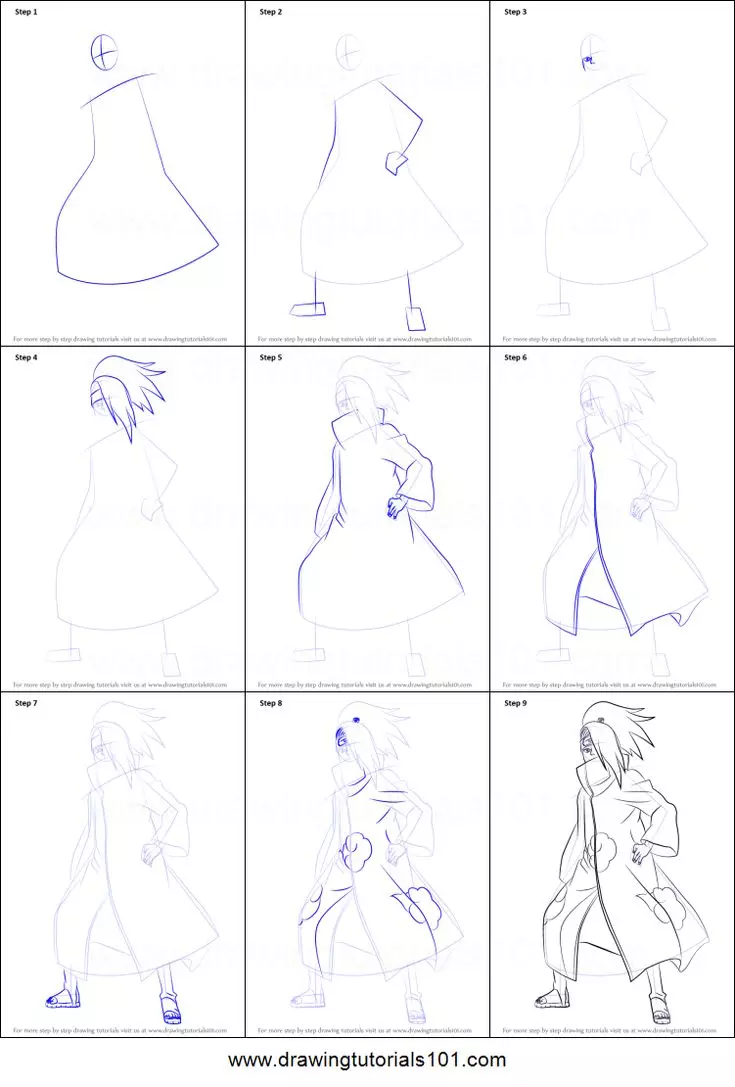 Step 1
Step 2
Step 3
For more step by step drawing tutorials visit us at www.drawingtutorials101.com
For more step by step drawing tutorials visit us at www.drawingtutorials101.com
For more step by step drawing tutorials visit us at www.drawingtutorials101.com
Step 4
Step 5
Step 6
For more step by step drawing tutorials visit us at www.drawingtutorials101.com
For more step by step drawing tutorials visit us at www.drawingtutorials101.com
For more step by step drawing tutorials visit us at www.drawingtutorials101.com
Step 7
Step 8
Step 9
For more step by step drawing tutorials visit us at www.drawingtutorials101.com
For more step by step drawing tutorials visit us at www.drawingtutorials101.com
For more step by step drawing tutorials visit us at www.drawingtutorials101.com
www.drawingtutorials101.com